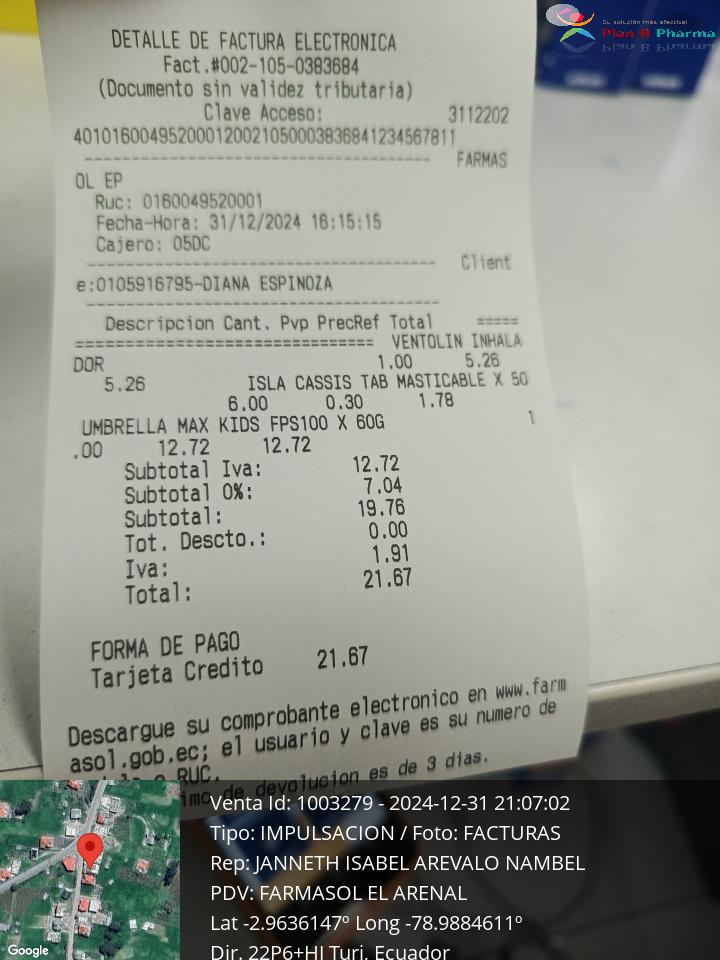 Su solución más efectiva!
Plan B Pharma
DETALLE DE FACTURA ELECTRONICA
Fact.#002-105-0383684
(Documento sin validez tributaria)
Clave Acceso: 3112202
40101600495200012002105000383684123456781​1
------------------------------------ FARMAS
OL EP
Ruc: 0160049520001
Fecha-Hora: 31/12/2024 16:15:15
Cajero: 05DC
------------------------------------ Client
e:0105916795-DIANA ESPINOZA
------------------------------------
Descripcion Cant. Pvp PrecRef Total =====
=============================== VENTOLIN INHALA
DOR 1.00 5.26
5.26 ISLA CASSIS TAB MASTICABLE X 50
6.00 0.30 1.78
UMBRELLA MAX KIDS FPS100 X 60G 1
.00 12.72 12.72
Subtotal Iva: 12.72
Subtotal 0%: 7.04
Subtotal: 19.76
Tot. Descto.: 0.00
Iva: 1.91
Total: 21.67
FORMA DE PAGO
Tarjeta Credito 21.67
Descargue su comprobante electronico en www.farm
asol.gob.ec; el usuario y clave es su numero de
RUC.
de devolucion es de 3 dias.
Venta Id: 1003279 - 2024-12-31 21:07:02
Tipo: IMPULSACION / Foto: FACTURAS
Rep: JANNETH ISABEL AREVALO NAMBEL
PDV: FARMASOL EL ARENAL
Lat -2.9636147º Long -78.9884611º
Dir. 22P6+HJ Turi, Ecuador
Google